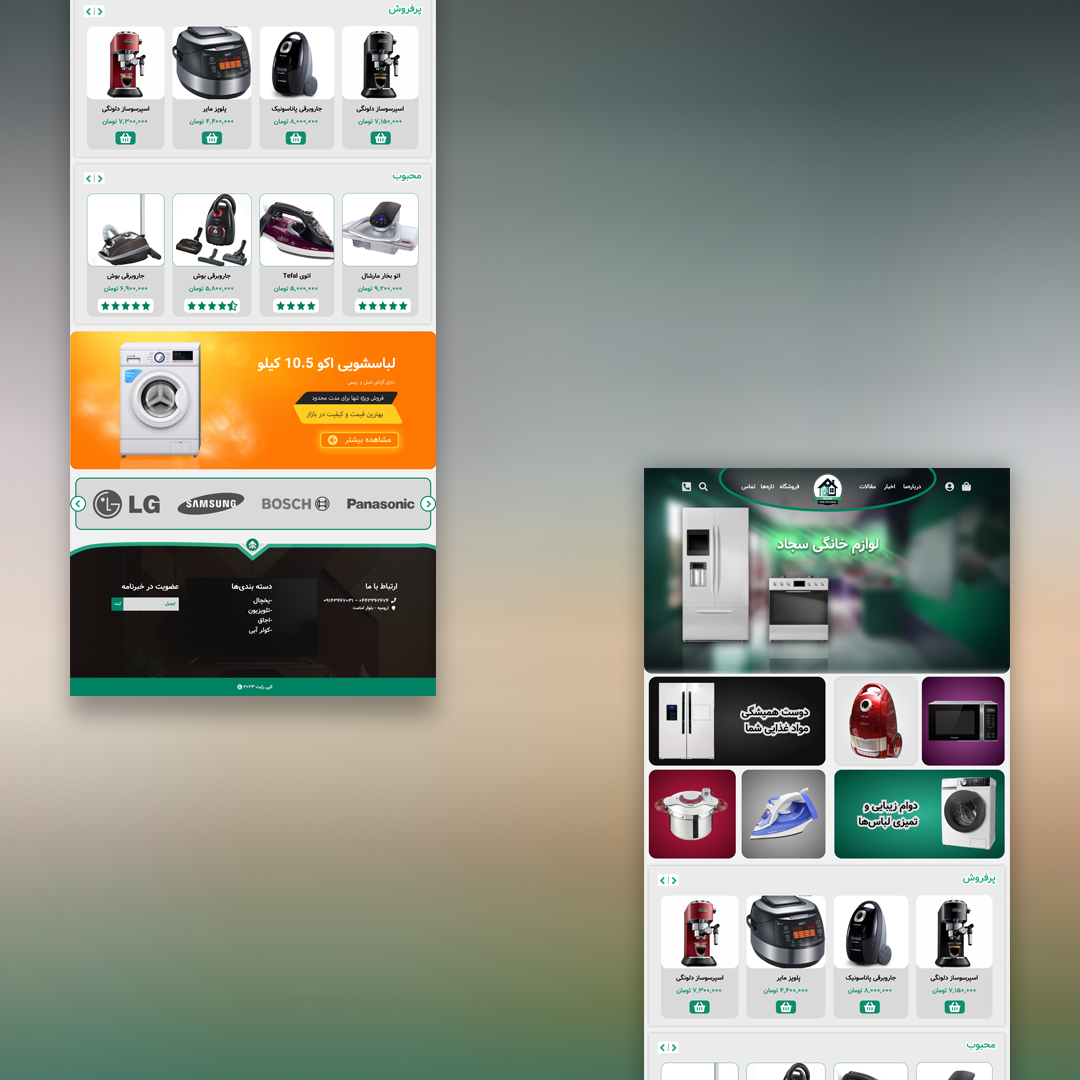 پرفروش
اسپرسوساز دلونگی
۷,۱۵۰,۰۰۰ تومان
جاروبرقی پاناسونیک
۸,۰۰۰,۰۰۰ تومان
پلوپز مایر
۴,۴۰۰,۰۰۰ تومان
اسپرسوساز دلونگی
۷,۳۰۰,۰۰۰ تومان
محبوب
اتو بخار مارشال
۹,۲۰۰,۰۰۰ تومان
اتوی Tefal
۵,۰۰۰,۰۰۰ تومان
جاروبرقی بوش
۵,۸۰۰,۰۰۰ تومان
جاروبرقی بوش
۶,۹۰۰,۰۰۰ تومان
لباسشویی اکو 10.5 کیلو
فروش ویژه تنها برای مدت محدود
بهترین قیمت و کیفیت در بازار
مشاهده بیشتر
LG
SAMSUNG
BOSCH
Panasonic
ارتباط با ما
ارومیه - بلوار امامت
دسته بندی‌ها
-یخچال
-تلویزیون
-اجاق
-کولر آبی
عضویت در خبرنامه
ایمیل
ثبت
کپی رایت ۲۰۲۳
درباره‌ما اخبار مقالات
فروشگاه تازه‌ها تماس
لوازم خانگی سجاد
دوست همیشگی
مواد غذایی شما
دوام زیبایی و
تمیزی لباس‌ها
پرفروش
اسپرسوساز دلونگی
۷,۱۵۰,۰۰۰ تومان
جاروبرقی پاناسونیک
۸,۰۰۰,۰۰۰ تومان
پلوپز مایر
۴,۴۰۰,۰۰۰ تومان
اسپرسوساز دلونگی
۷,۳۰۰,۰۰۰ تومان
محبوب